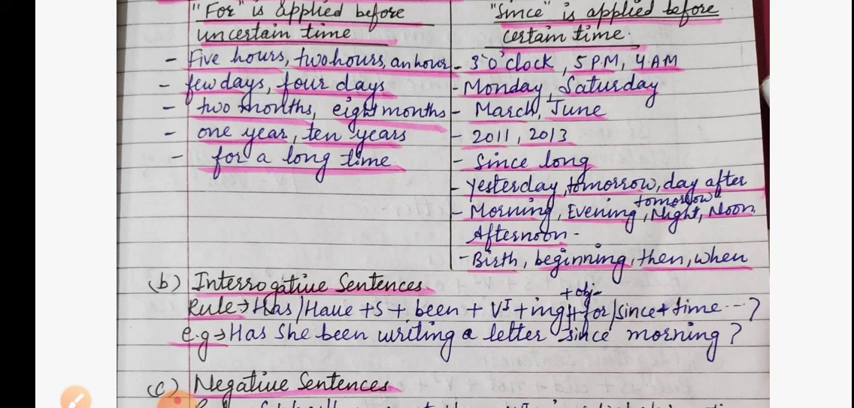 "For" is applied before
uncertain time
- Five hours, two hours, an hour
- few days, four days
- two months, eight months
- one year, ten years
- for a long time
"Since" is applied before
certain time.
- 3'O'clock, 5 PM, 4 AM
- Monday, Saturday
- March, June
- 2011, 2013
- Since long
- Yesterday, tomorrow, day after tomorrow
- Morning, Evening, Night, Noon,
Afternoon -
- Birth, beginning, then, when
(b) Interrogative Sentences
Rule→ Has/Have + S + been + V^I + ing + obj + for/since + time --- ?
e.g→ Has She been writing a letter since morning ?
(c) Negative Sentences